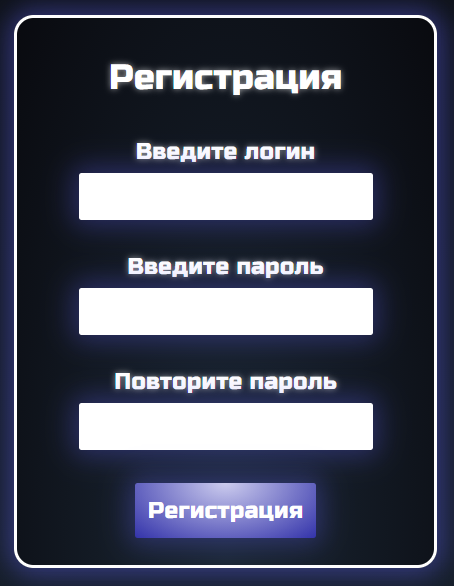 Регистрация
Введите логин
Введите пароль
Повторите пароль
Регистрация